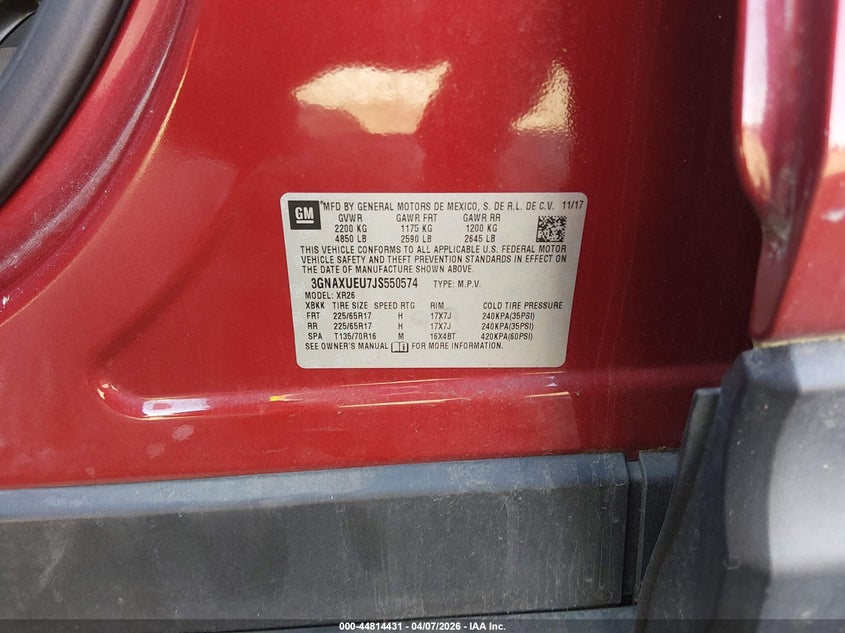 GM
MFD BY GENERAL MOTORS DE MEXICO, S. DE R.L. DE C.V. 11/17
GVWR GAWR FRT GAWR RR
2200 KG 1175 KG 1200 KG
4850 LB 2590 LB 2645 LB
THIS VEHICLE CONFORMS TO ALL APPLICABLE U.S. FEDERAL MOTOR
VEHICLE SAFETY AND THEFT PREVENTION STANDARDS IN EFFECT ON
THE DATE OF MANUFACTURE SHOWN ABOVE.
3GNAXUEU7JS550574 TYPE: M.P.V.
MODEL: XR26
XBKK TIRE SIZE SPEED RTG RIM COLD TIRE PRESSURE
FRT 225/65R17 H 17X7J 240KPA(35PSI)
RR 225/65R17 H 17X7J 240KPA(35PSI)
SPA T135/70R16 M 16X4BT 420KPA(60PSI)
SEE OWNER'S MANUAL FOR MORE INFORMATION.
000-44814431 - 04/07/2026 - IAA Inc.